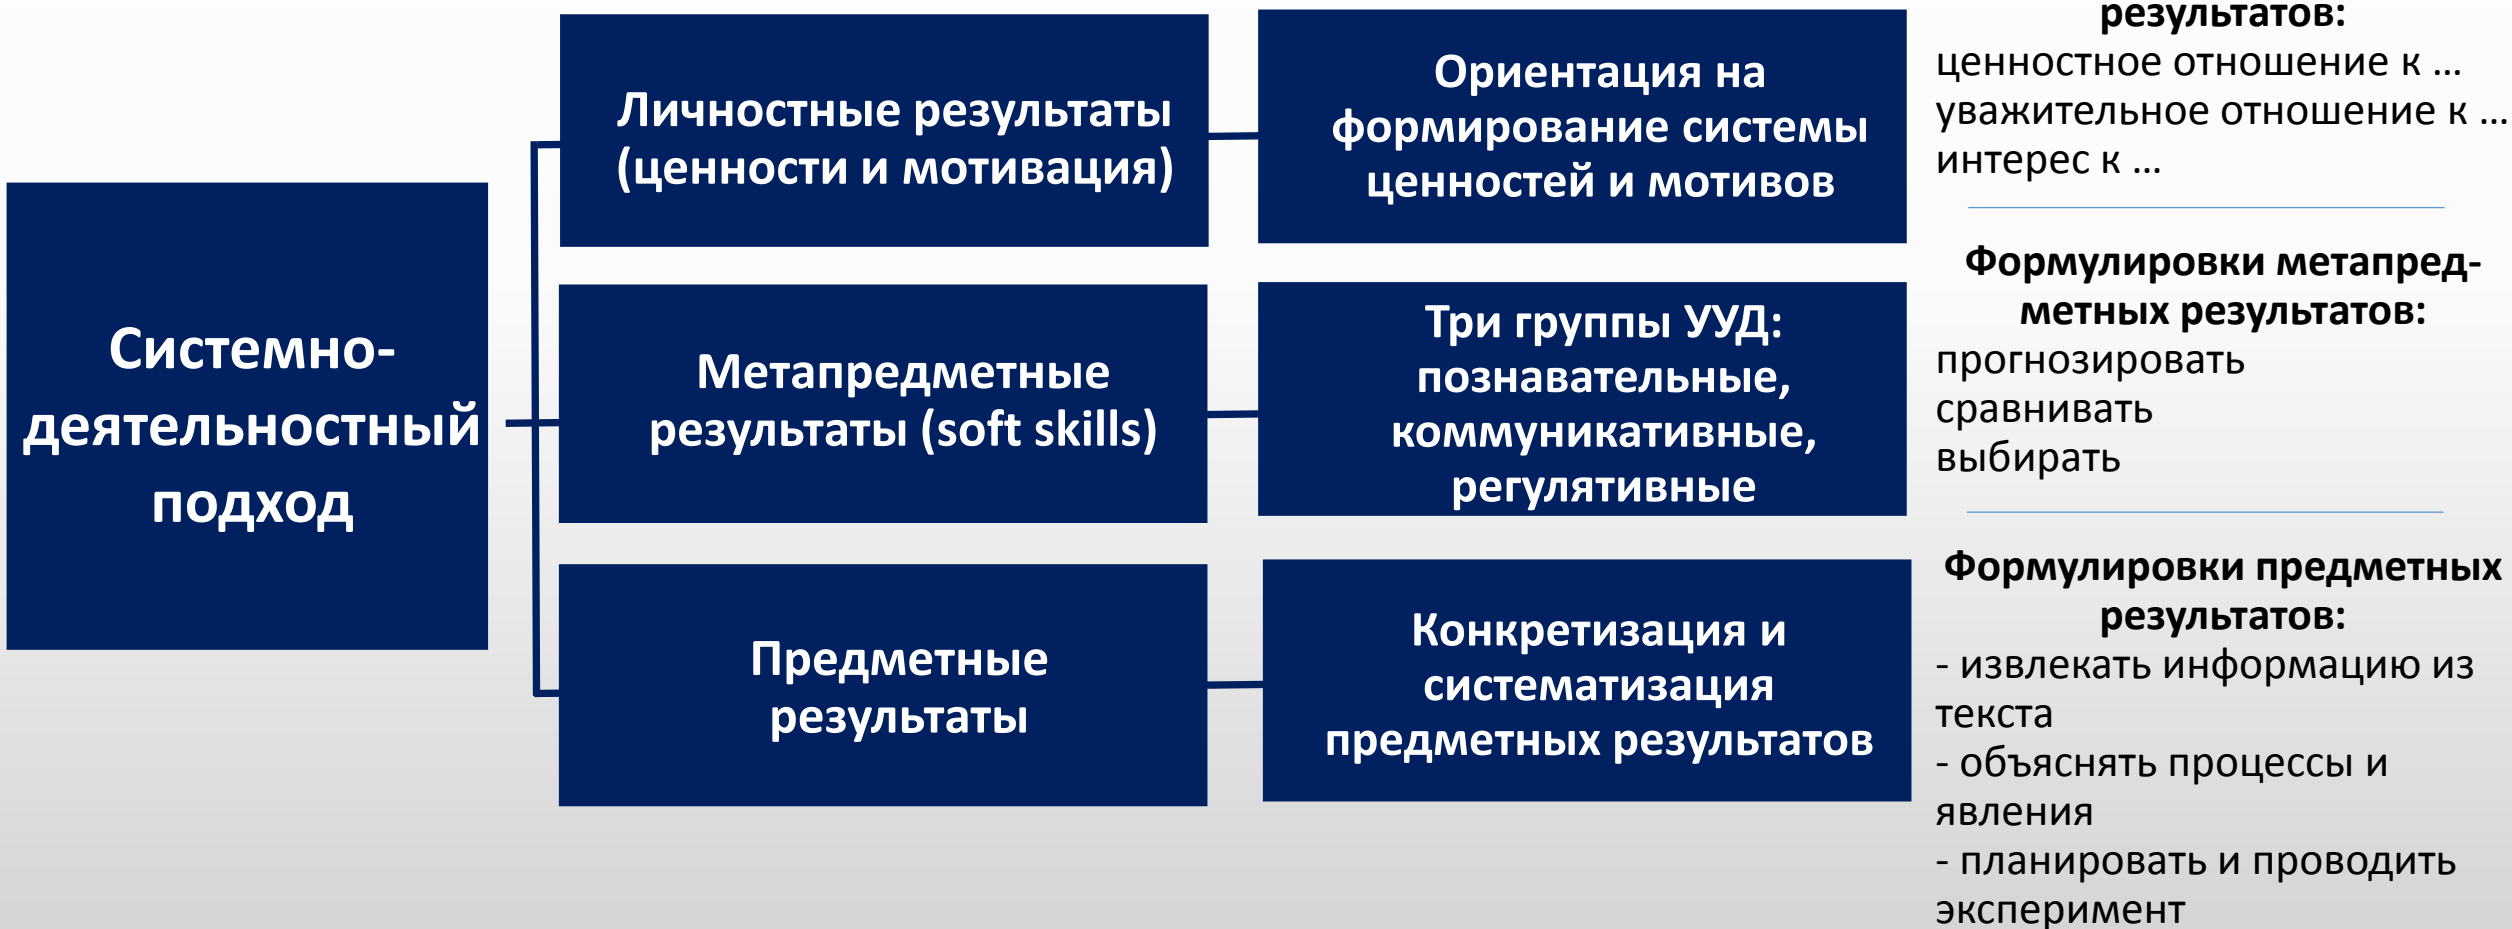 Системно-
деятельностный
подход
Личностные результаты
(ценности и мотивация)
Ориентация на
формирование системы
ценностей и мотивов
результатов:
ценностное отношение к ...
уважительное отношение к ...
интерес к ...
Метапредметные
результаты (soft skills)
Три группы УУД:
познавательные,
коммуникативные,
регулятивные
Формулировки метапред-
метных результатов:
прогнозировать
сравнивать
выбирать
Предметные
результаты
Конкретизация и
систематизация
предметных результатов
Формулировки предметных
результатов:
- извлекать информацию из
текста
- объяснять процессы и
явления
- планировать и проводить
эксперимент